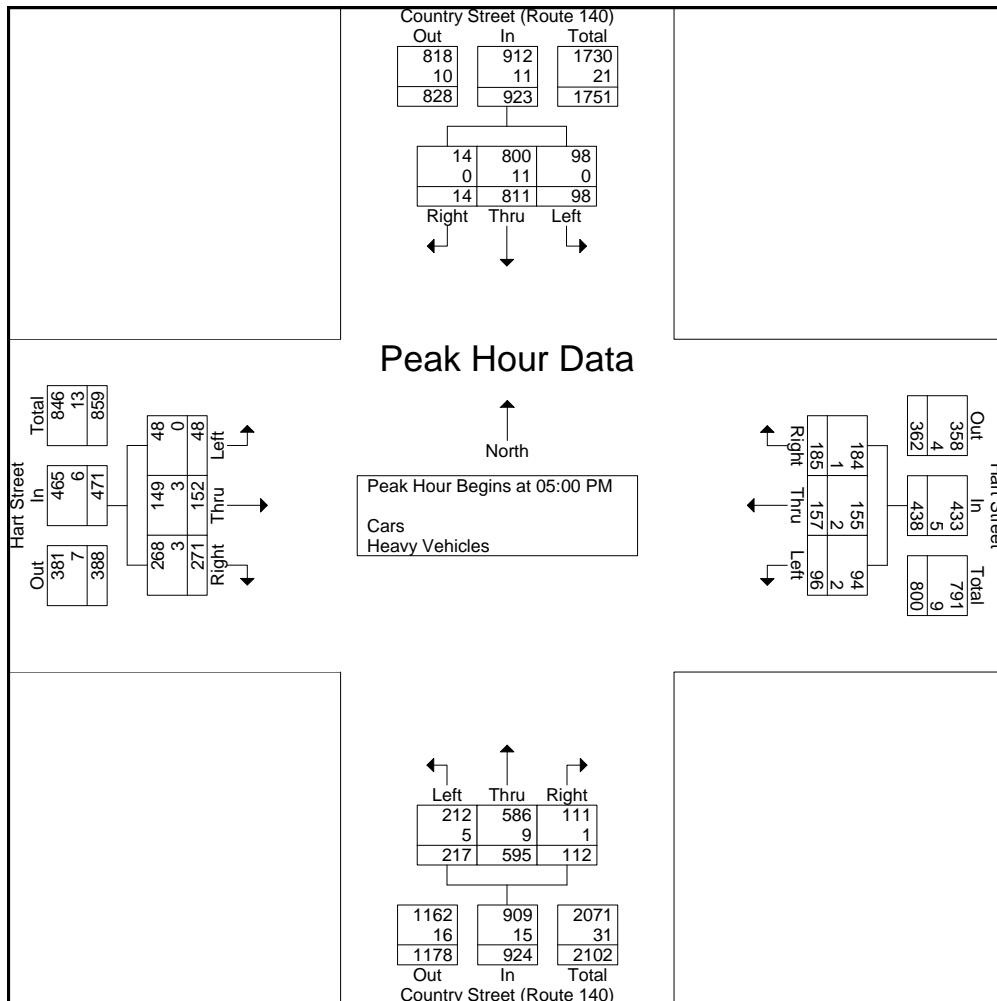 Country Street (Route 140)
Out In Total
818 912 1730
10 11 21
828 923 1751
14 800 98
0 11 0
14 811 98
Right Thru Left
Peak Hour Data
North
Peak Hour Begins at 05:00 PM
Cars
Heavy Vehicles
Hart Street
Total In Out
846 465 381
13 6 7
859 471 388
Left Thru Right
48 149 268
0 3 3
48 152 271
Hart Street
Out In Total
358 433 791
4 5 9
362 438 800
Right Thru Left
184 155 94
1 2 2
185 157 96
Left Thru Right
212 586 111
5 9 1
217 595 112
1162 909 2071
16 15 31
1178 924 2102
Out In Total
Country Street (Route 140)